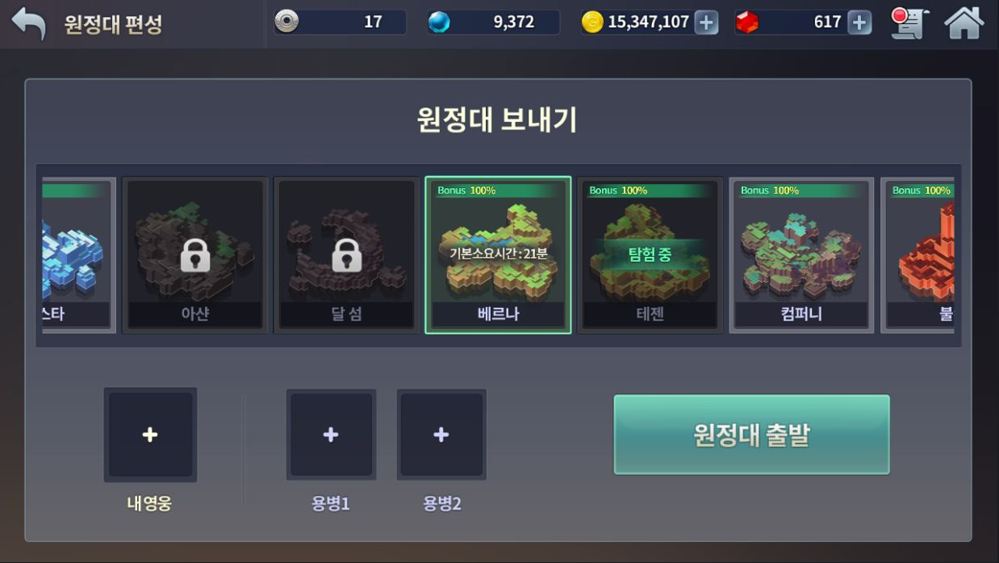 원정대 편성
17
9,372
15,347,107
617
원정대 보내기
Bonus 100%
Bonus 100%
Bonus 100%
Bonus 100%
기본소요시간 : 21분
탐험 중
스타
아샨
달 섬
베르나
테젠
컴퍼니
불
원정대 출발
내영웅
용병1
용병2